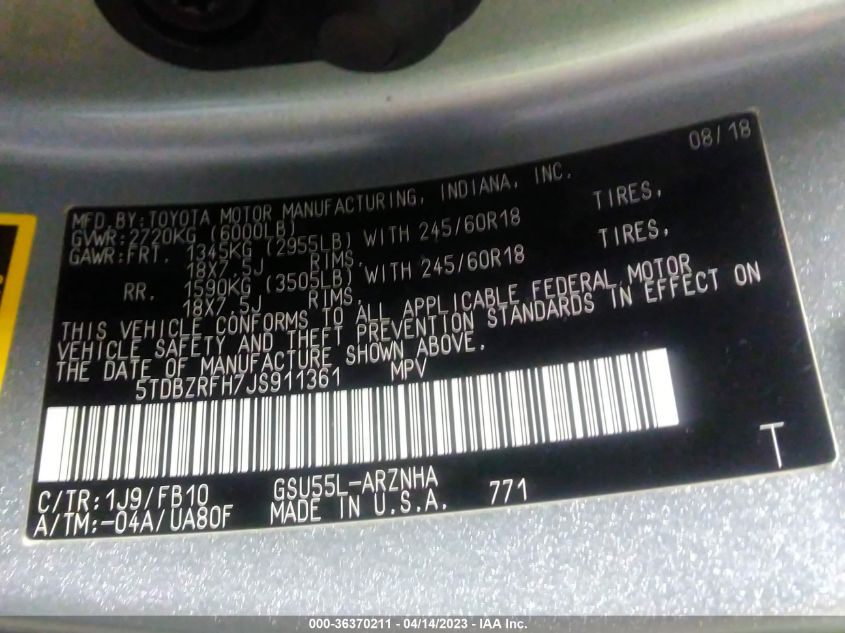 08/18
MFD.BY:TOYOTA MOTOR MANUFACTURING, INDIANA, INC.
GVWR:2720KG (6000LB)
GAWR:FRT. 1345KG (2955LB) WITH 245/60R18 TIRES,
18X7.5J RIMS,
RR. 1590KG (3505LB) WITH 245/60R18 TIRES,
18X7.5J RIMS,
THIS VEHICLE CONFORMS TO ALL APPLICABLE FEDERAL MOTOR
VEHICLE SAFETY AND THEFT PREVENTION STANDARDS IN EFFECT ON
THE DATE OF MANUFACTURE SHOWN ABOVE.
5TDBZRFH7JS911361 MPV
T
C/TR:1J9/FB10 GSU55L-ARZNHA
A/TM:-04A/UA80F MADE IN U.S.A. 771
000-36370211 - 04/14/2023 - IAA Inc.